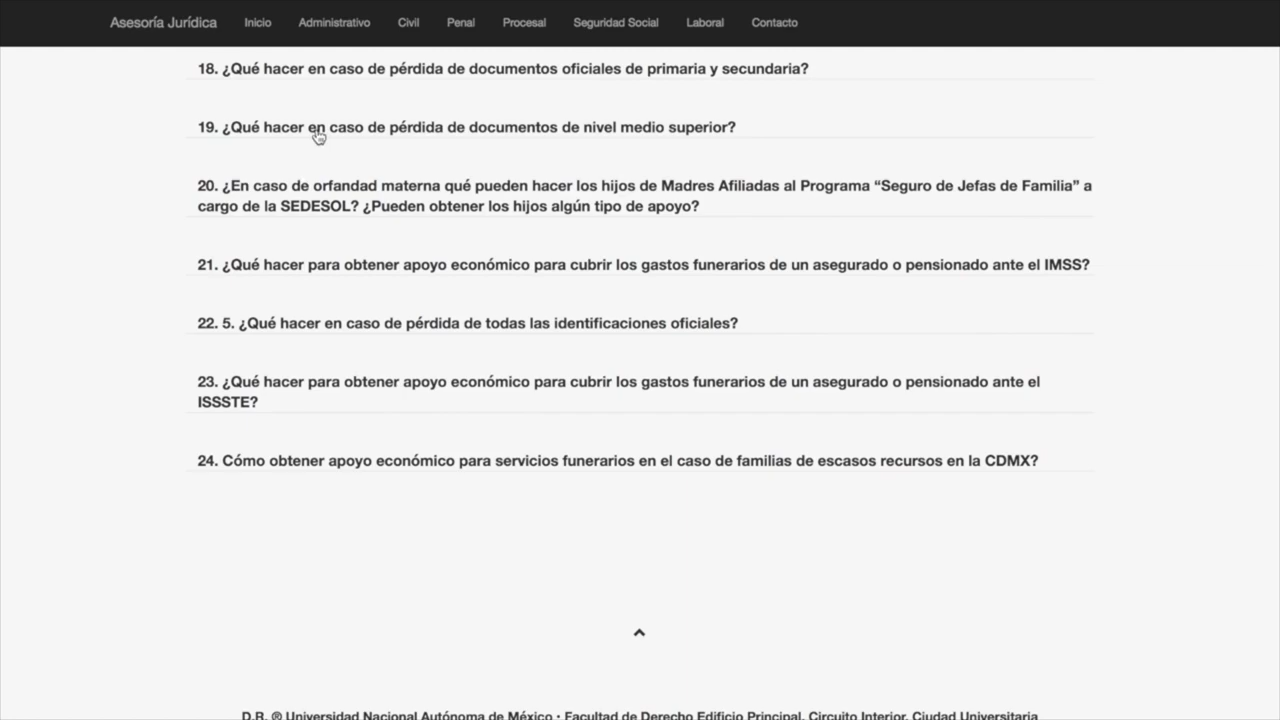 Asesoría Jurídica Inicio Administrativo Civil Penal Procesal Seguridad Social Laboral Contacto
18. ¿Qué hacer en caso de pérdida de documentos oficiales de primaria y secundaria?
19. ¿Qué hacer en caso de pérdida de documentos de nivel medio superior?
20. ¿En caso de orfandad materna qué pueden hacer los hijos de Madres Afiliadas al Programa “Seguro de Jefas de Familia” a
cargo de la SEDESOL? ¿Pueden obtener los hijos algún tipo de apoyo?
21. ¿Qué hacer para obtener apoyo económico para cubrir los gastos funerarios de un asegurado o pensionado ante el IMSS?
22. 5. ¿Qué hacer en caso de pérdida de todas las identificaciones oficiales?
23. ¿Qué hacer para obtener apoyo económico para cubrir los gastos funerarios de un asegurado o pensionado ante el
ISSSTE?
24. Cómo obtener apoyo económico para servicios funerarios en el caso de familias de escasos recursos en la CDMX?
D.R. ® Universidad Nacional Autónoma de México • Facultad de Derecho Edificio Principal, Circuito Interior, Ciudad Universitaria